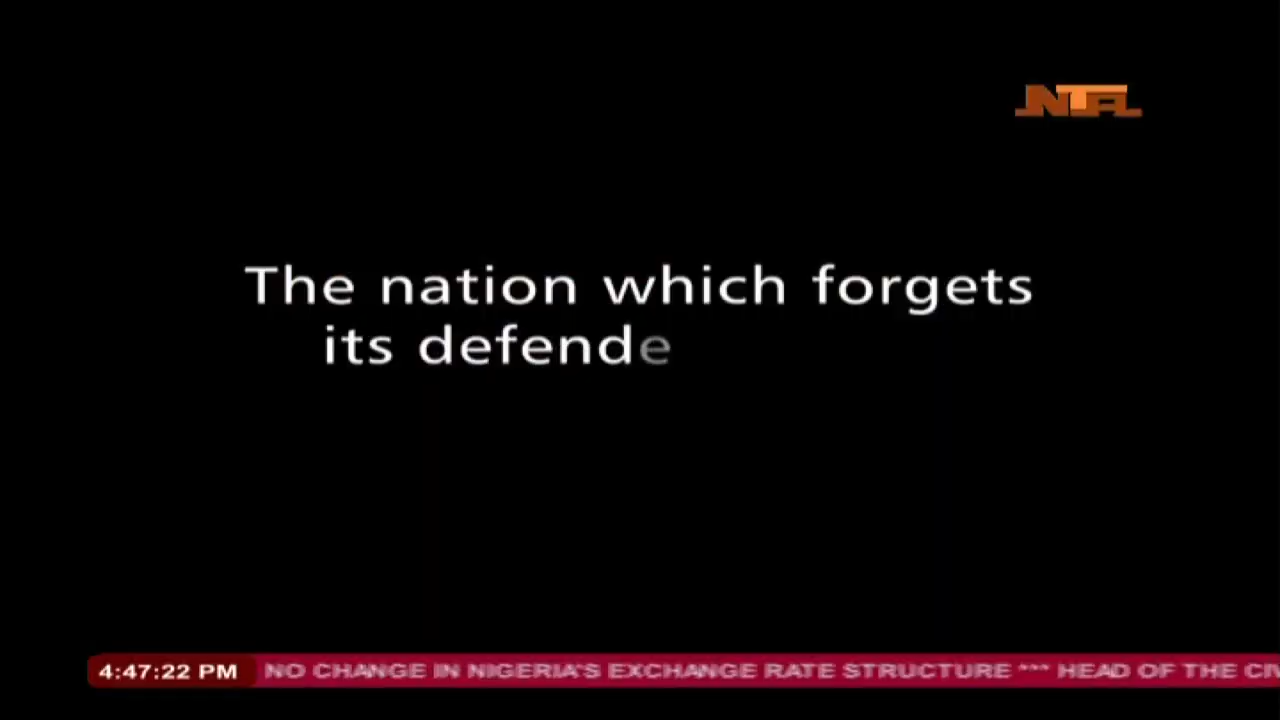 NTA
The nation which forgets
its defende
4:47:22 PM NO CHANGE IN NIGERIA'S EXCHANGE RATE STRUCTURE *** HEAD OF THE CIV